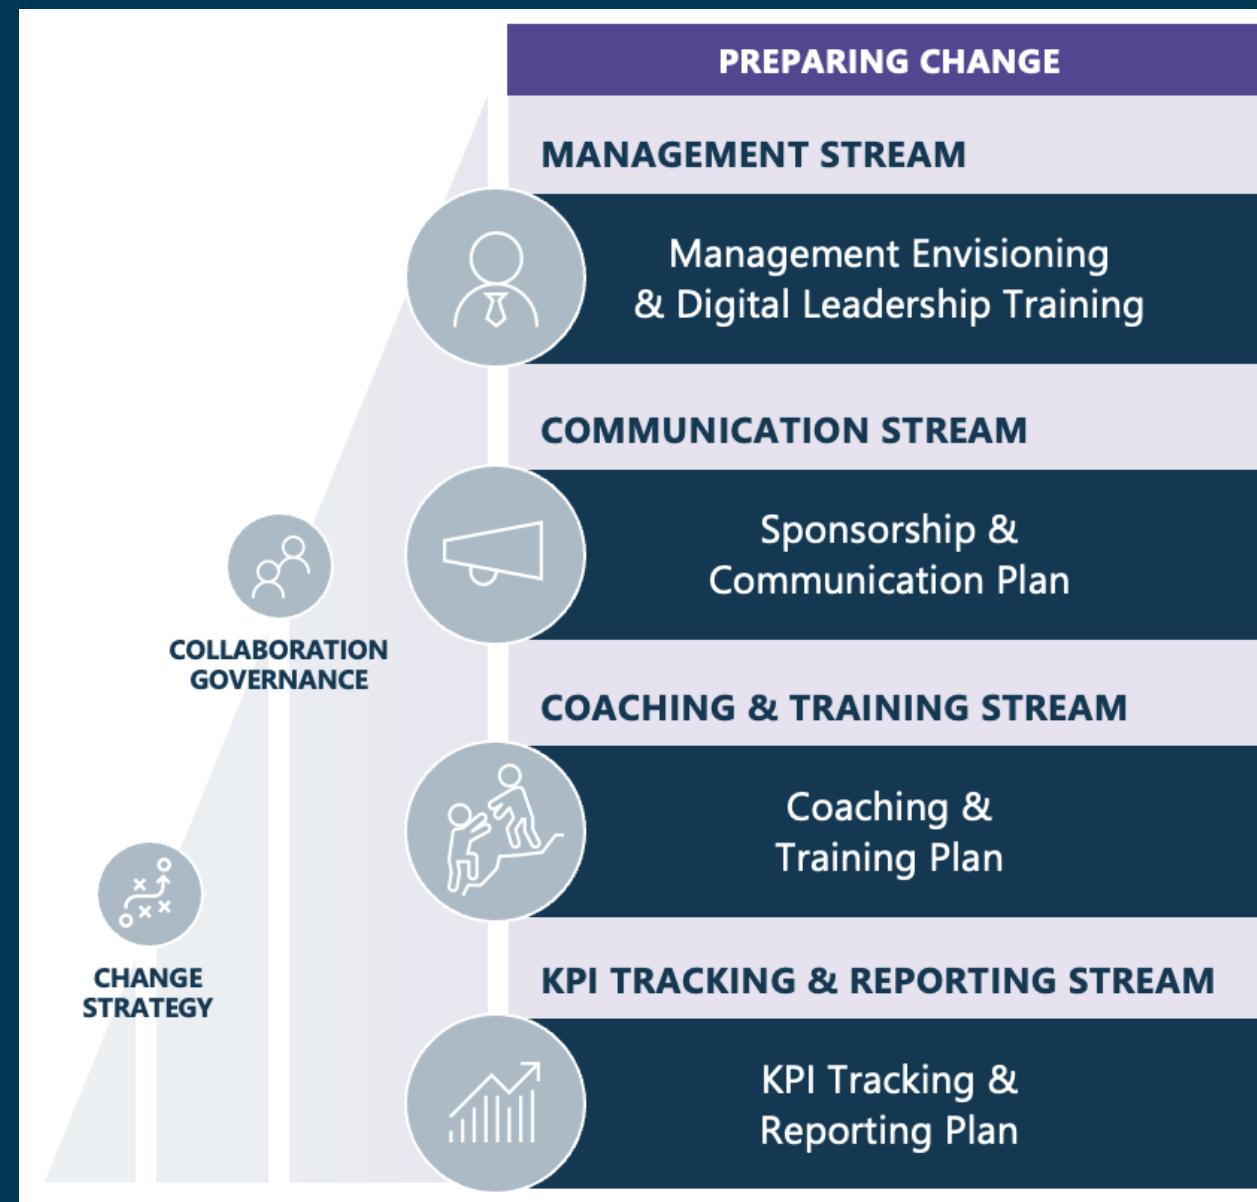 PREPARING CHANGE
MANAGEMENT STREAM
Management Envisioning
& Digital Leadership Training
COMMUNICATION STREAM
Sponsorship &
Communication Plan
COLLABORATION
GOVERNANCE
COACHING & TRAINING STREAM
Coaching &
Training Plan
CHANGE
STRATEGY
KPI TRACKING & REPORTING STREAM
KPI Tracking &
Reporting Plan